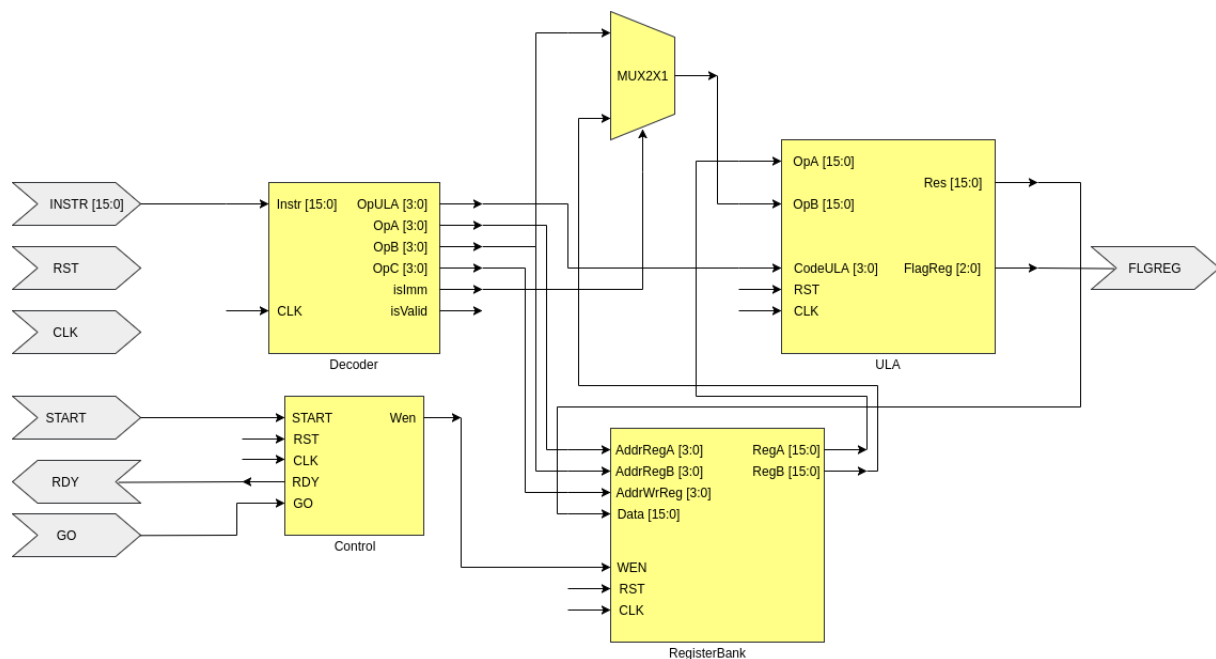 MUX2X1
OpA [15:0]
Res [15:0]
OpB [15:0]
CodeULA [3:0]
FlagReg [2:0]
RST
CLK
ULA
FLGREG
INSTR [15:0]
RST
CLK
Instr [15:0]
OpULA [3:0]
OpA [3:0]
OpB [3:0]
OpC [3:0]
isImm
CLK
isValid
Decoder
START
RDY
GO
START
Wen
RST
CLK
RDY
GO
Control
AddrRegA [3:0]
RegA [15:0]
AddrRegB [3:0]
RegB [15:0]
AddrWrReg [3:0]
Data [15:0]
WEN
RST
CLK
RegisterBank